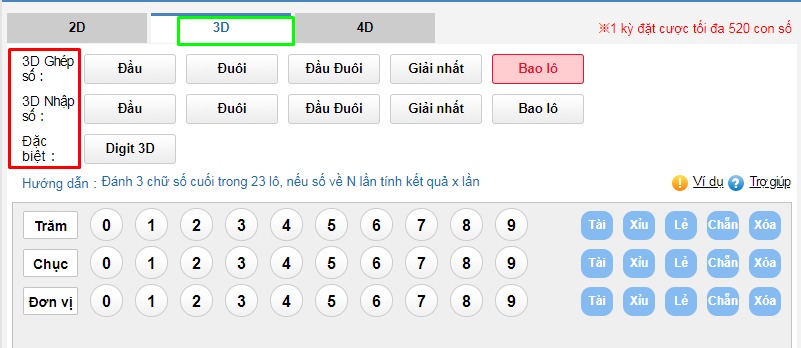 2D 3D 4D ※1 kỳ đặt cược tối đa 520 con số
3D Ghép số : Đầu Đuôi Đầu Đuôi Giải nhất Bao lô
3D Nhập số : Đầu Đuôi Đầu Đuôi Giải nhất Bao lô
Đặc biệt : Digit 3D
Hướng dẫn : Đánh 3 chữ số cuối trong 23 lô, nếu số về N lần tính kết quả x lần Ví dụ Trợ giúp
Trăm 0 1 2 3 4 5 6 7 8 9 Tài Xỉu Lẻ Chẵn Xóa
Chục 0 1 2 3 4 5 6 7 8 9 Tài Xỉu Lẻ Chẵn Xóa
Đơn vị 0 1 2 3 4 5 6 7 8 9 Tài Xỉu Lẻ Chẵn Xóa